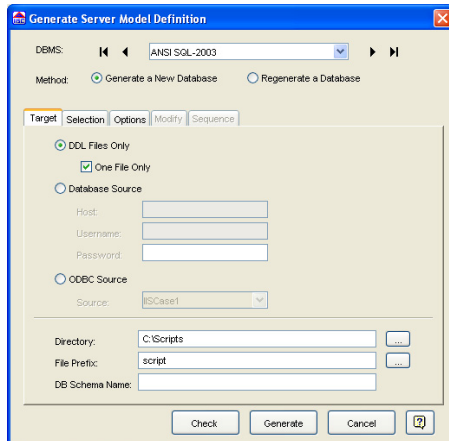 Generate Server Model Definition
DBMS: ANSI SQL-2003
Method: Generate a New Database Regenerate a Database
Target Selection Options Modify Sequence
DDL Files Only
One File Only
Database Source
Host:
Username:
Password:
ODBC Source
Source: IISCase1
Directory: C:\Scripts ...
File Prefix: script ...
DB Schema Name:
Check Generate Cancel ?